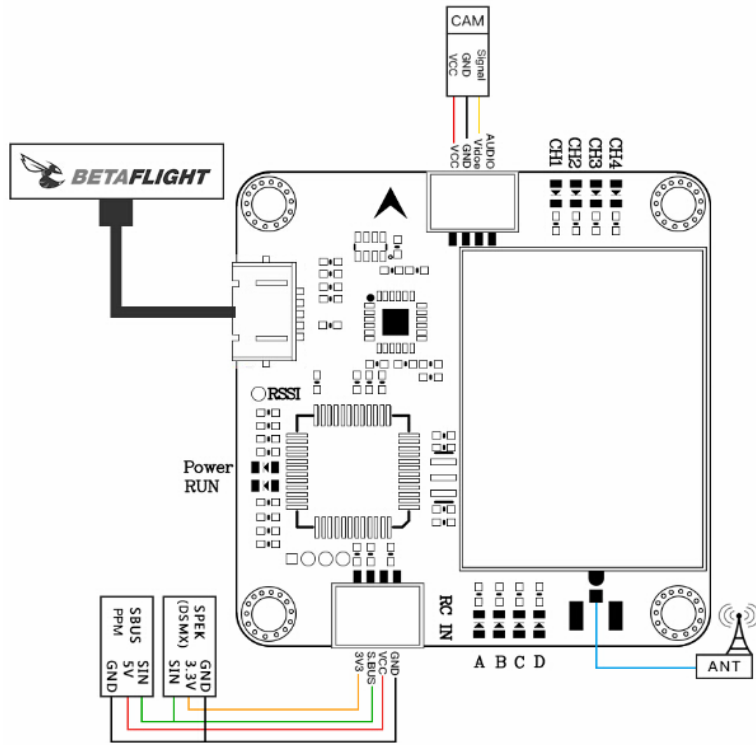 CAM
Signal
GND
VCC
AUDIO
Vidoe
GND
VCC
CH1
CH2
CH3
CH4
BETAFLIGHT
RSSI
Power
RUN
RC IN
A B C D
ANT
SBUS
PPM
SIN
5V
GND
SPEK
(DSMX)
GND
3.3V
SIN
3V3
S.BUS
VCC
GND